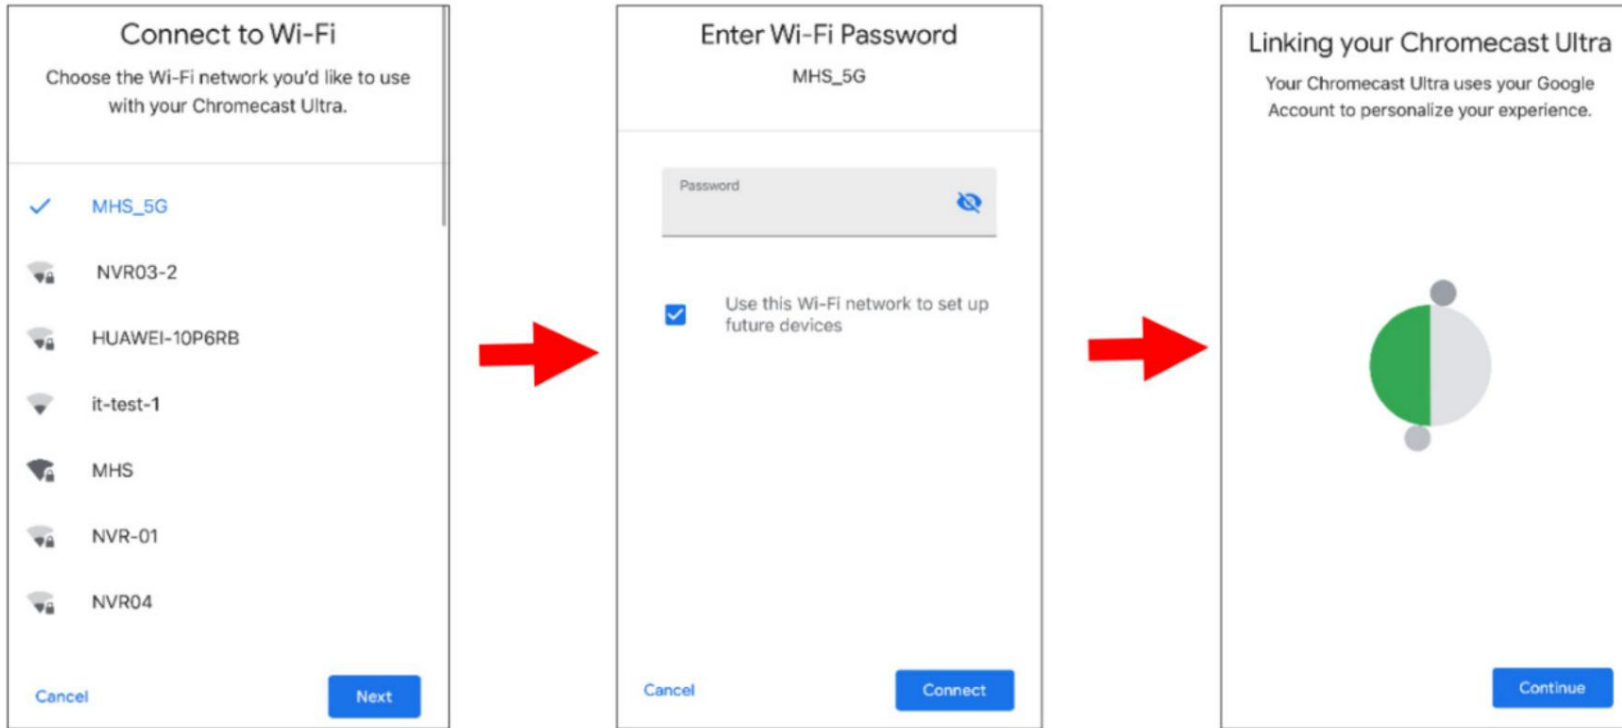 Connect to Wi-Fi
Choose the Wi-Fi network you'd like to use
with your Chromecast Ultra.
MHS_5G
NVR03-2
HUAWEI-10P6RB
it-test-1
MHS
NVR-01
NVR04
Cancel
Next
Enter Wi-Fi Password
MHS_5G
Password
Use this Wi-Fi network to set up
future devices
Cancel
Connect
Linking your Chromecast Ultra
Your Chromecast Ultra uses your Google
Account to personalize your experience.
Continue